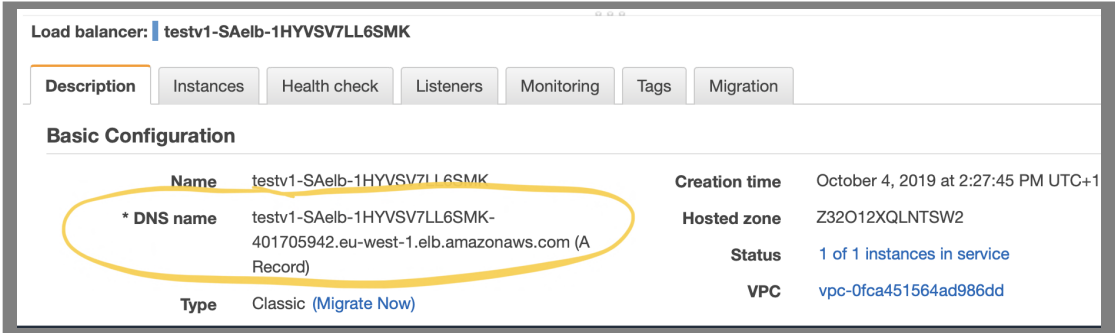 Load balancer: testv1-SAelb-1HYVSV7LL6SMK
Description Instances Health check Listeners Monitoring Tags Migration
Basic Configuration
Name testv1-SAelb-1HYVSV7LL6SMK
* DNS name testv1-SAelb-1HYVSV7LL6SMK-
401705942.eu-west-1.elb.amazonaws.com (A
Record)
Type Classic (Migrate Now)
Creation time October 4, 2019 at 2:27:45 PM UTC+1
Hosted zone Z32O12XQLNTSW2
Status 1 of 1 instances in service
VPC vpc-0fca451564ad986dd